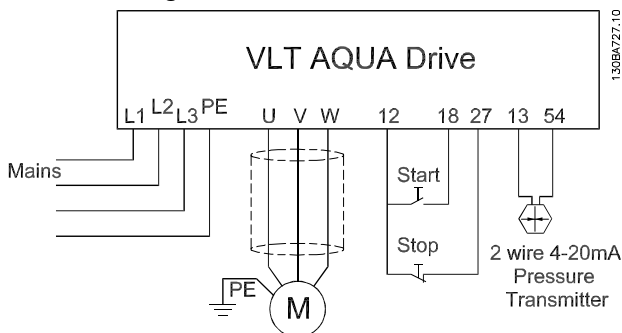 VLT AQUA Drive
130BA727.10
L1 L2 L3 PE U V W 12 18 27 13 54
Mains
Start
Stop
PE
M
2 wire 4-20mA
Pressure
Transmitter